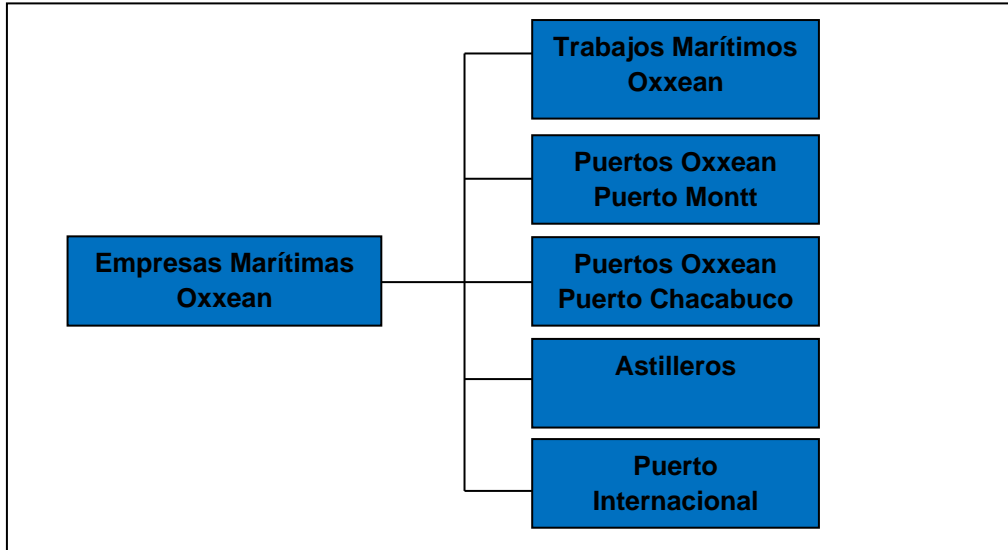 Trabajos Marítimos
Oxxean
Puertos Oxxean
Puerto Montt
Empresas Marítimas
Oxxean
Puertos Oxxean
Puerto Chacabuco
Astilleros
Puerto
Internacional